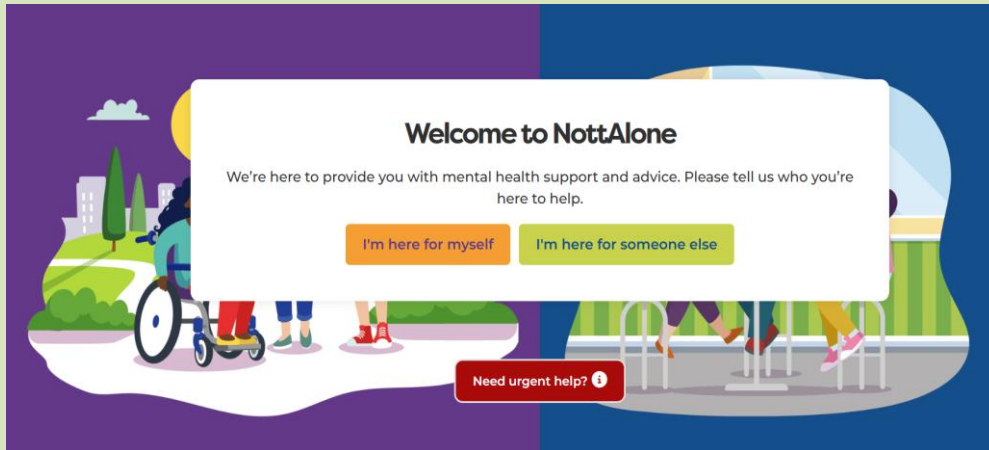 Welcome to NottAlone
We're here to provide you with mental health support and advice. Please tell us who you're
here to help.
I'm here for myself
I'm here for someone else
Need urgent help?